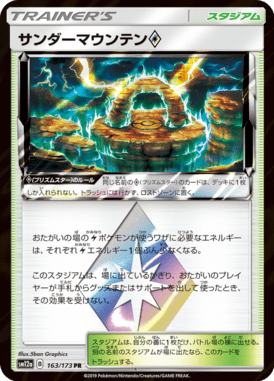 TRAINER'S
スタジアム
サンダーマウンテン◇
◇(プリズムスター)のルール
同じ名前の◇(プリズムスター)のカードは、デッキに1枚
しか入れられない。トラッシュには行かず、ロストゾーンに置く。
おたがいの場の⚡ポケモンが使うワザに必要なエネルギー
は、それぞれ⚡エネルギー1個ぶん少なくなる。
このスタジアムは、場に出ているかぎり、おたがいのプレイ
ヤーが手札からグッズまたはサポートを出して使ったとき、
その効果を受けない。
スタジアムは、自分の番に1枚だけ、バトル場の横に出せる。
別の名前のスタジアムが場に出たなら、このカードを
トラッシュする。
Illus.5ban Graphics
sm12a 163/173 PR
©2019 Pokémon/Nintendo/Creatures/GAME FREAK.